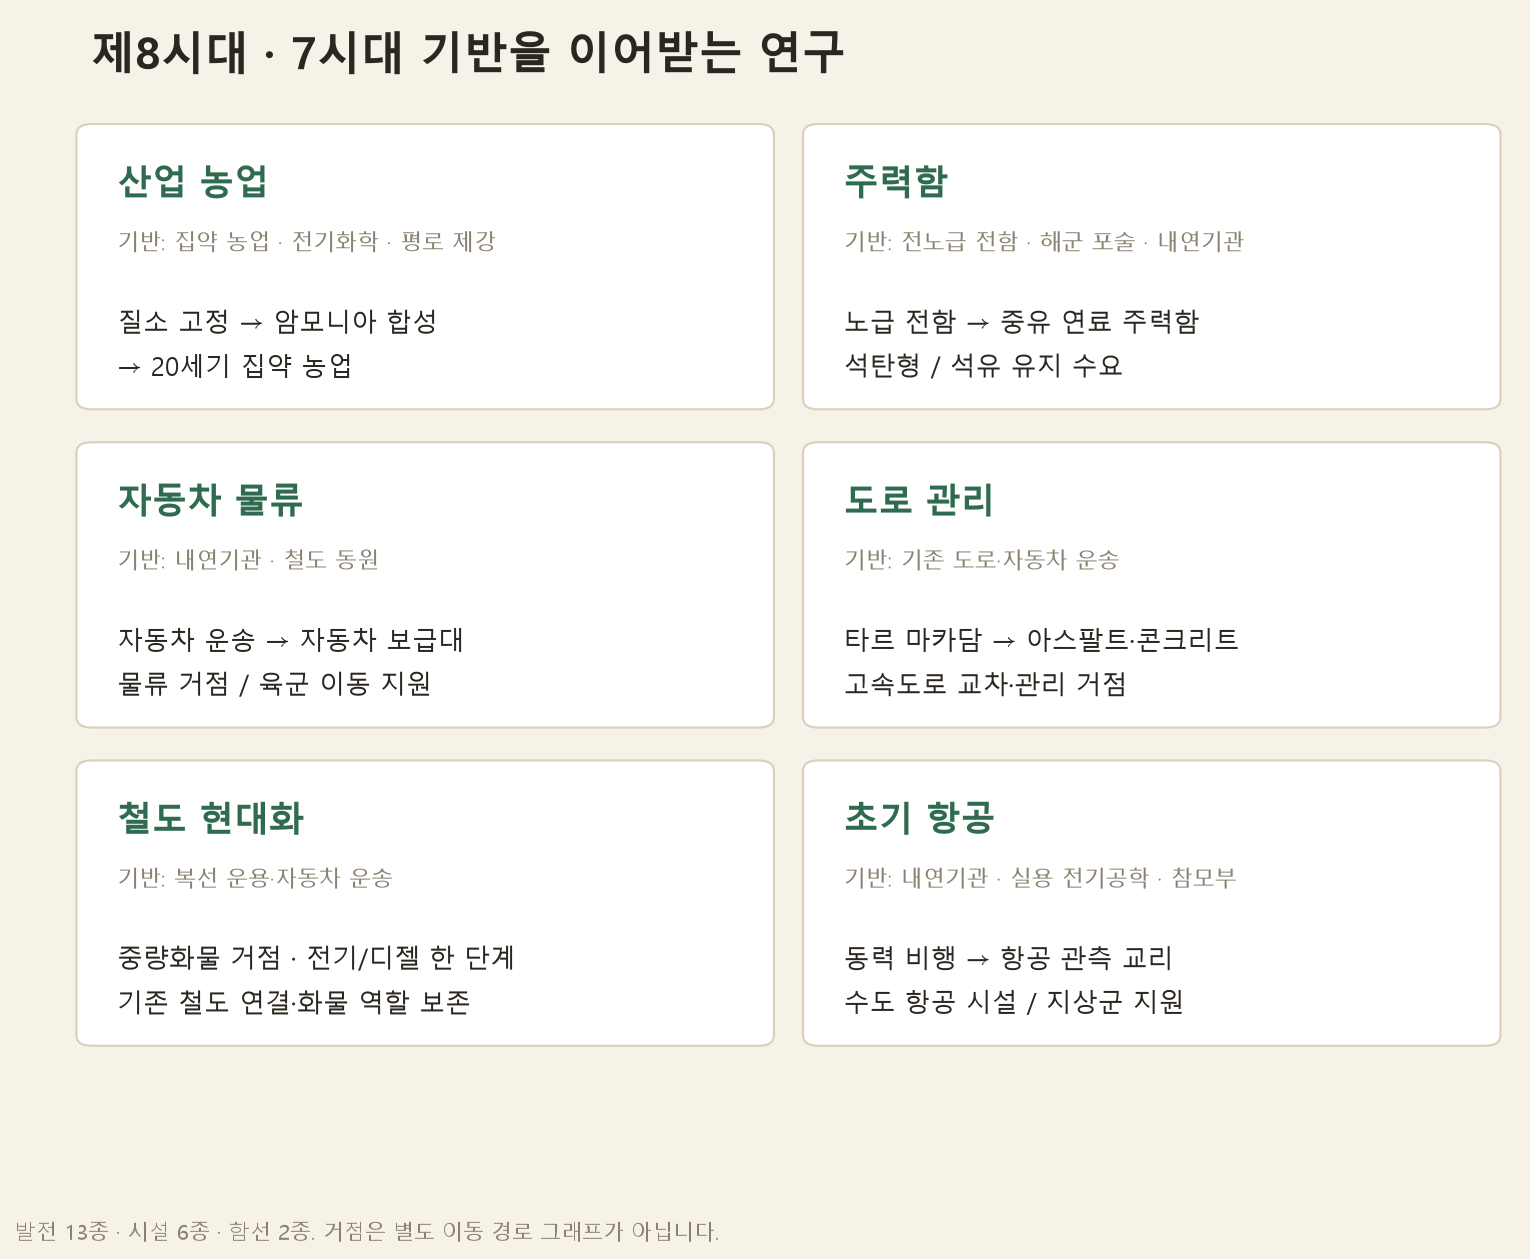 제8시대 · 7시대 기반을 이어받는 연구
산업 농업
기반: 집약 농업 · 전기화학 · 평로 제강
질소 고정 → 암모니아 합성
→ 20세기 집약 농업
주력함
기반: 전노급 전함 · 해군 포술 · 내연기관
노급 전함 → 중유 연료 주력함
석탄형 / 석유 유지 수요
자동차 물류
기반: 내연기관 · 철도 동원
자동차 운송 → 자동차 보급대
물류 거점 / 육군 이동 지원
도로 관리
기반: 기존 도로·자동차 운송
타르 마카담 → 아스팔트·콘크리트
고속도로 교차·관리 거점
철도 현대화
기반: 복선 운용·자동차 운송
중량화물 거점 · 전기/디젤 한 단계
기존 철도 연결·화물 역할 보존
초기 항공
기반: 내연기관 · 실용 전기공학 · 참모부
동력 비행 → 항공 관측 교리
수도 항공 시설 / 지상군 지원
발전 13종 · 시설 6종 · 함선 2종. 거점은 별도 이동 경로 그래프가 아닙니다.